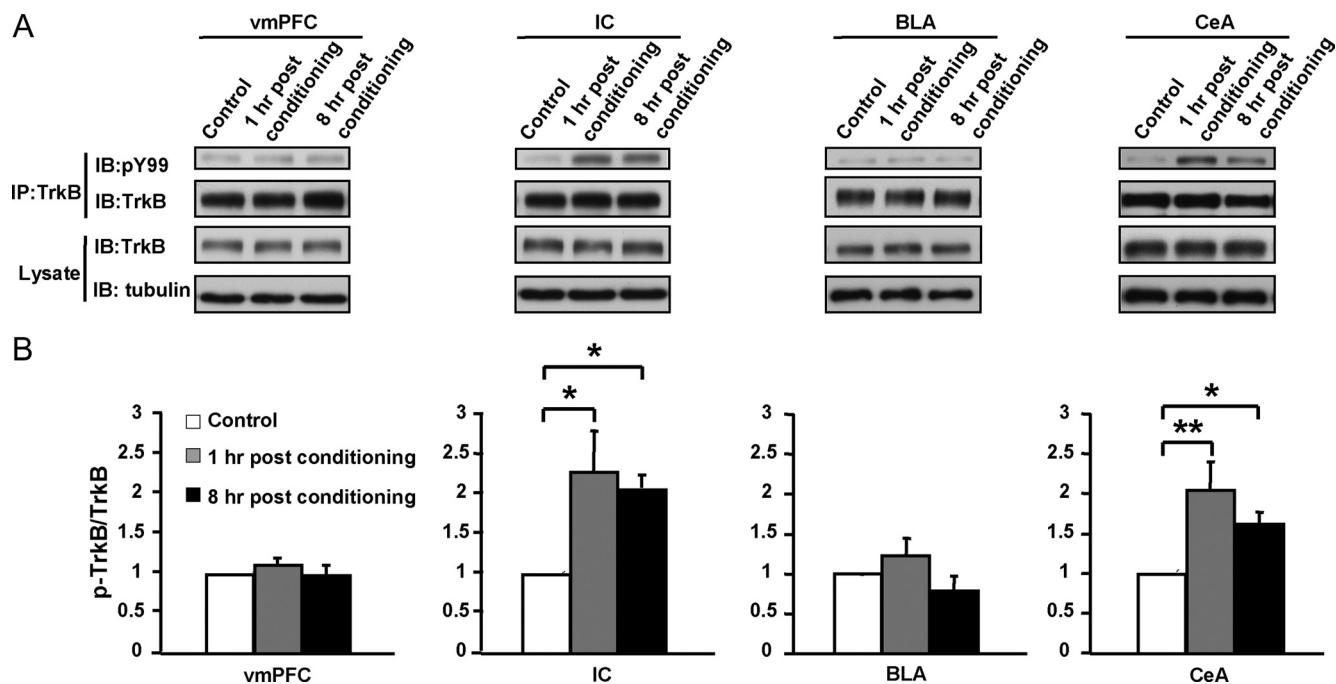 A
vmPFC
IC
BLA
CeA
Control
1 hr post
conditioning
8 hr post
conditioning
Control
1 hr post
conditioning
8 hr post
conditioning
Control
1 hr post
conditioning
8 hr post
conditioning
Control
1 hr post
conditioning
8 hr post
conditioning
IP:TrkB
IB:pY99
IB:TrkB
Lysate
IB:TrkB
IB: tubulin
B
p-TrkB/TrkB
Control
1 hr post conditioning
8 hr post conditioning
3
2.5
2
1.5
1
0.5
0
vmPFC
*
*
3
2.5
2
1.5
1
0.5
0
IC
3
2.5
2
1.5
1
0.5
0
BLA
*
**
3
2.5
2
1.5
1
0.5
0
CeA